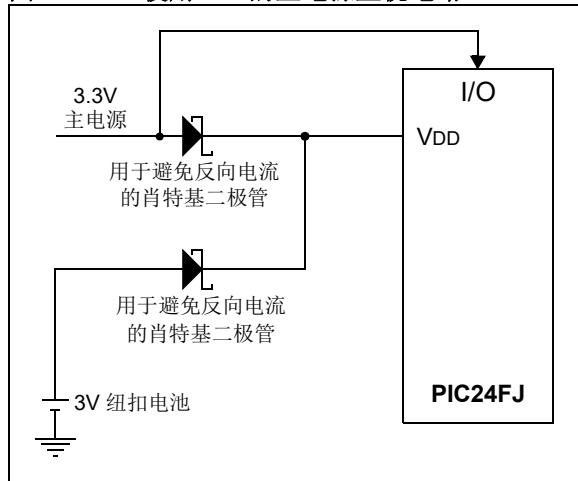 3.3V
主电源
I/O
VDD
用于避免反向电流
的肖特基二极管
用于避免反向电流
的肖特基二极管
3V 纽扣电池
PIC24FJ